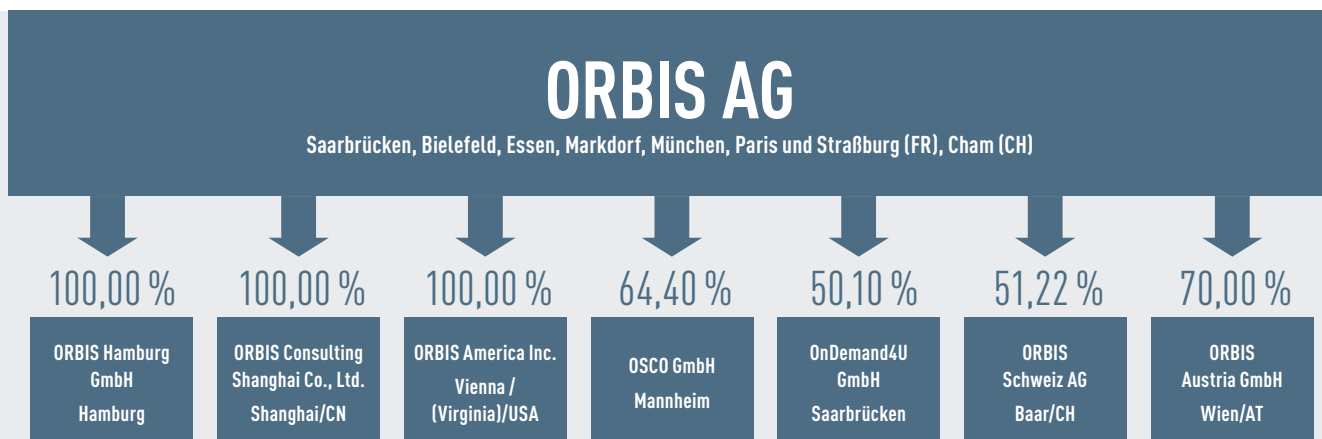 ORBIS AG
Saarbrücken, Bielefeld, Essen, Markdorf, München, Paris und Straßburg (FR), Cham (CH)
100,00 %
ORBIS Hamburg
GmbH
Hamburg
100,00 %
ORBIS Consulting
Shanghai Co., Ltd.
Shanghai/CN
100,00 %
ORBIS America Inc.
Vienna /
(Virginia)/USA
64,40 %
OSCO GmbH
Mannheim
50,10 %
OnDemand4U
GmbH
Saarbrücken
51,22 %
ORBIS
Schweiz AG
Baar/CH
70,00 %
ORBIS
Austria GmbH
Wien/AT